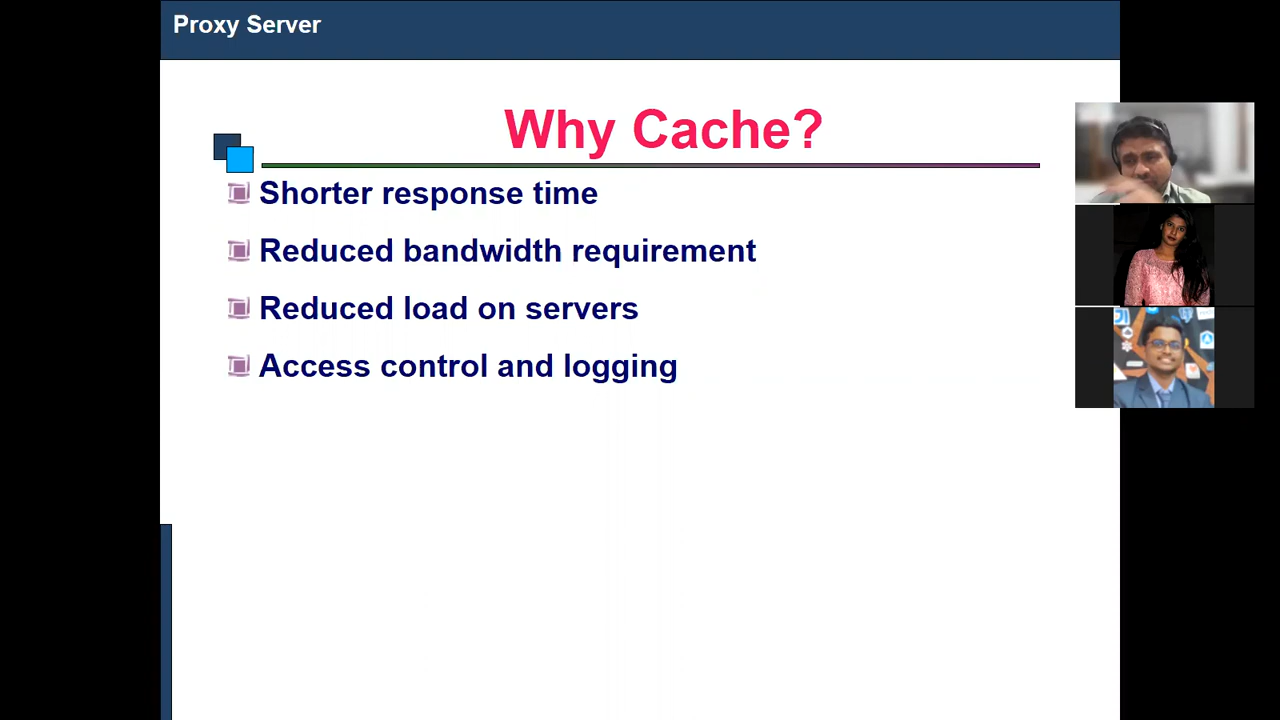 Proxy Server
Why Cache?
Shorter response time
Reduced bandwidth requirement
Reduced load on servers
Access control and logging